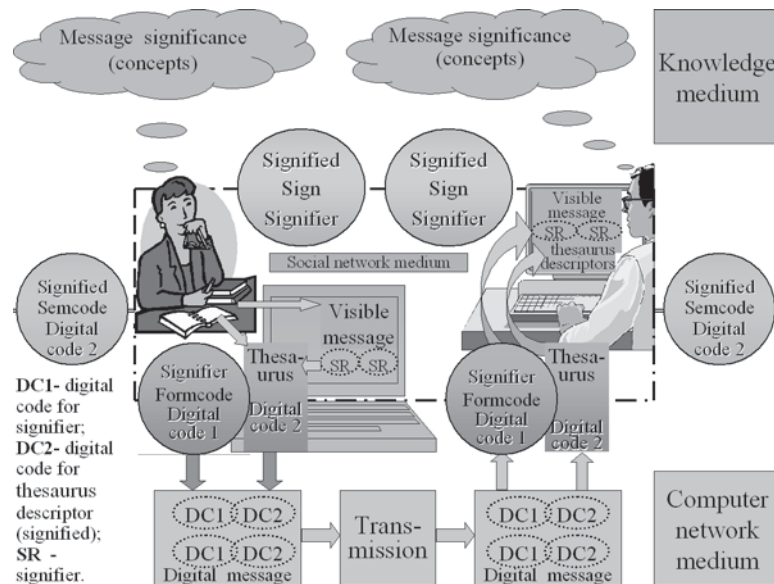 Message significance
(concepts)
Message significance
(concepts)
Knowledge
medium
Signified
Sign
Signifier
Signified
Sign
Signifier
Visible
message
SR SR
thesaurus
descriptors
Social network medium
Signified
Semcode
Digital
code 2
Signified
Semcode
Digital
code 2
Visible
message
SR SR
Thesa-
urus
Digital
code 2
Signifier
Formcode
Digital
code 1
Signifier
Formcode
Digital
code 1
Thesa-
urus
Digital
code 2
DC1- digital
code for
signifier;
DC2- digital
code for
thesaurus
descriptor
(signified);
SR -
signifier.
DC1 DC2
DC1 DC2
Digital message
Trans-
mission
DC1 DC2
DC1 DC2
Digital message
Computer
network
medium